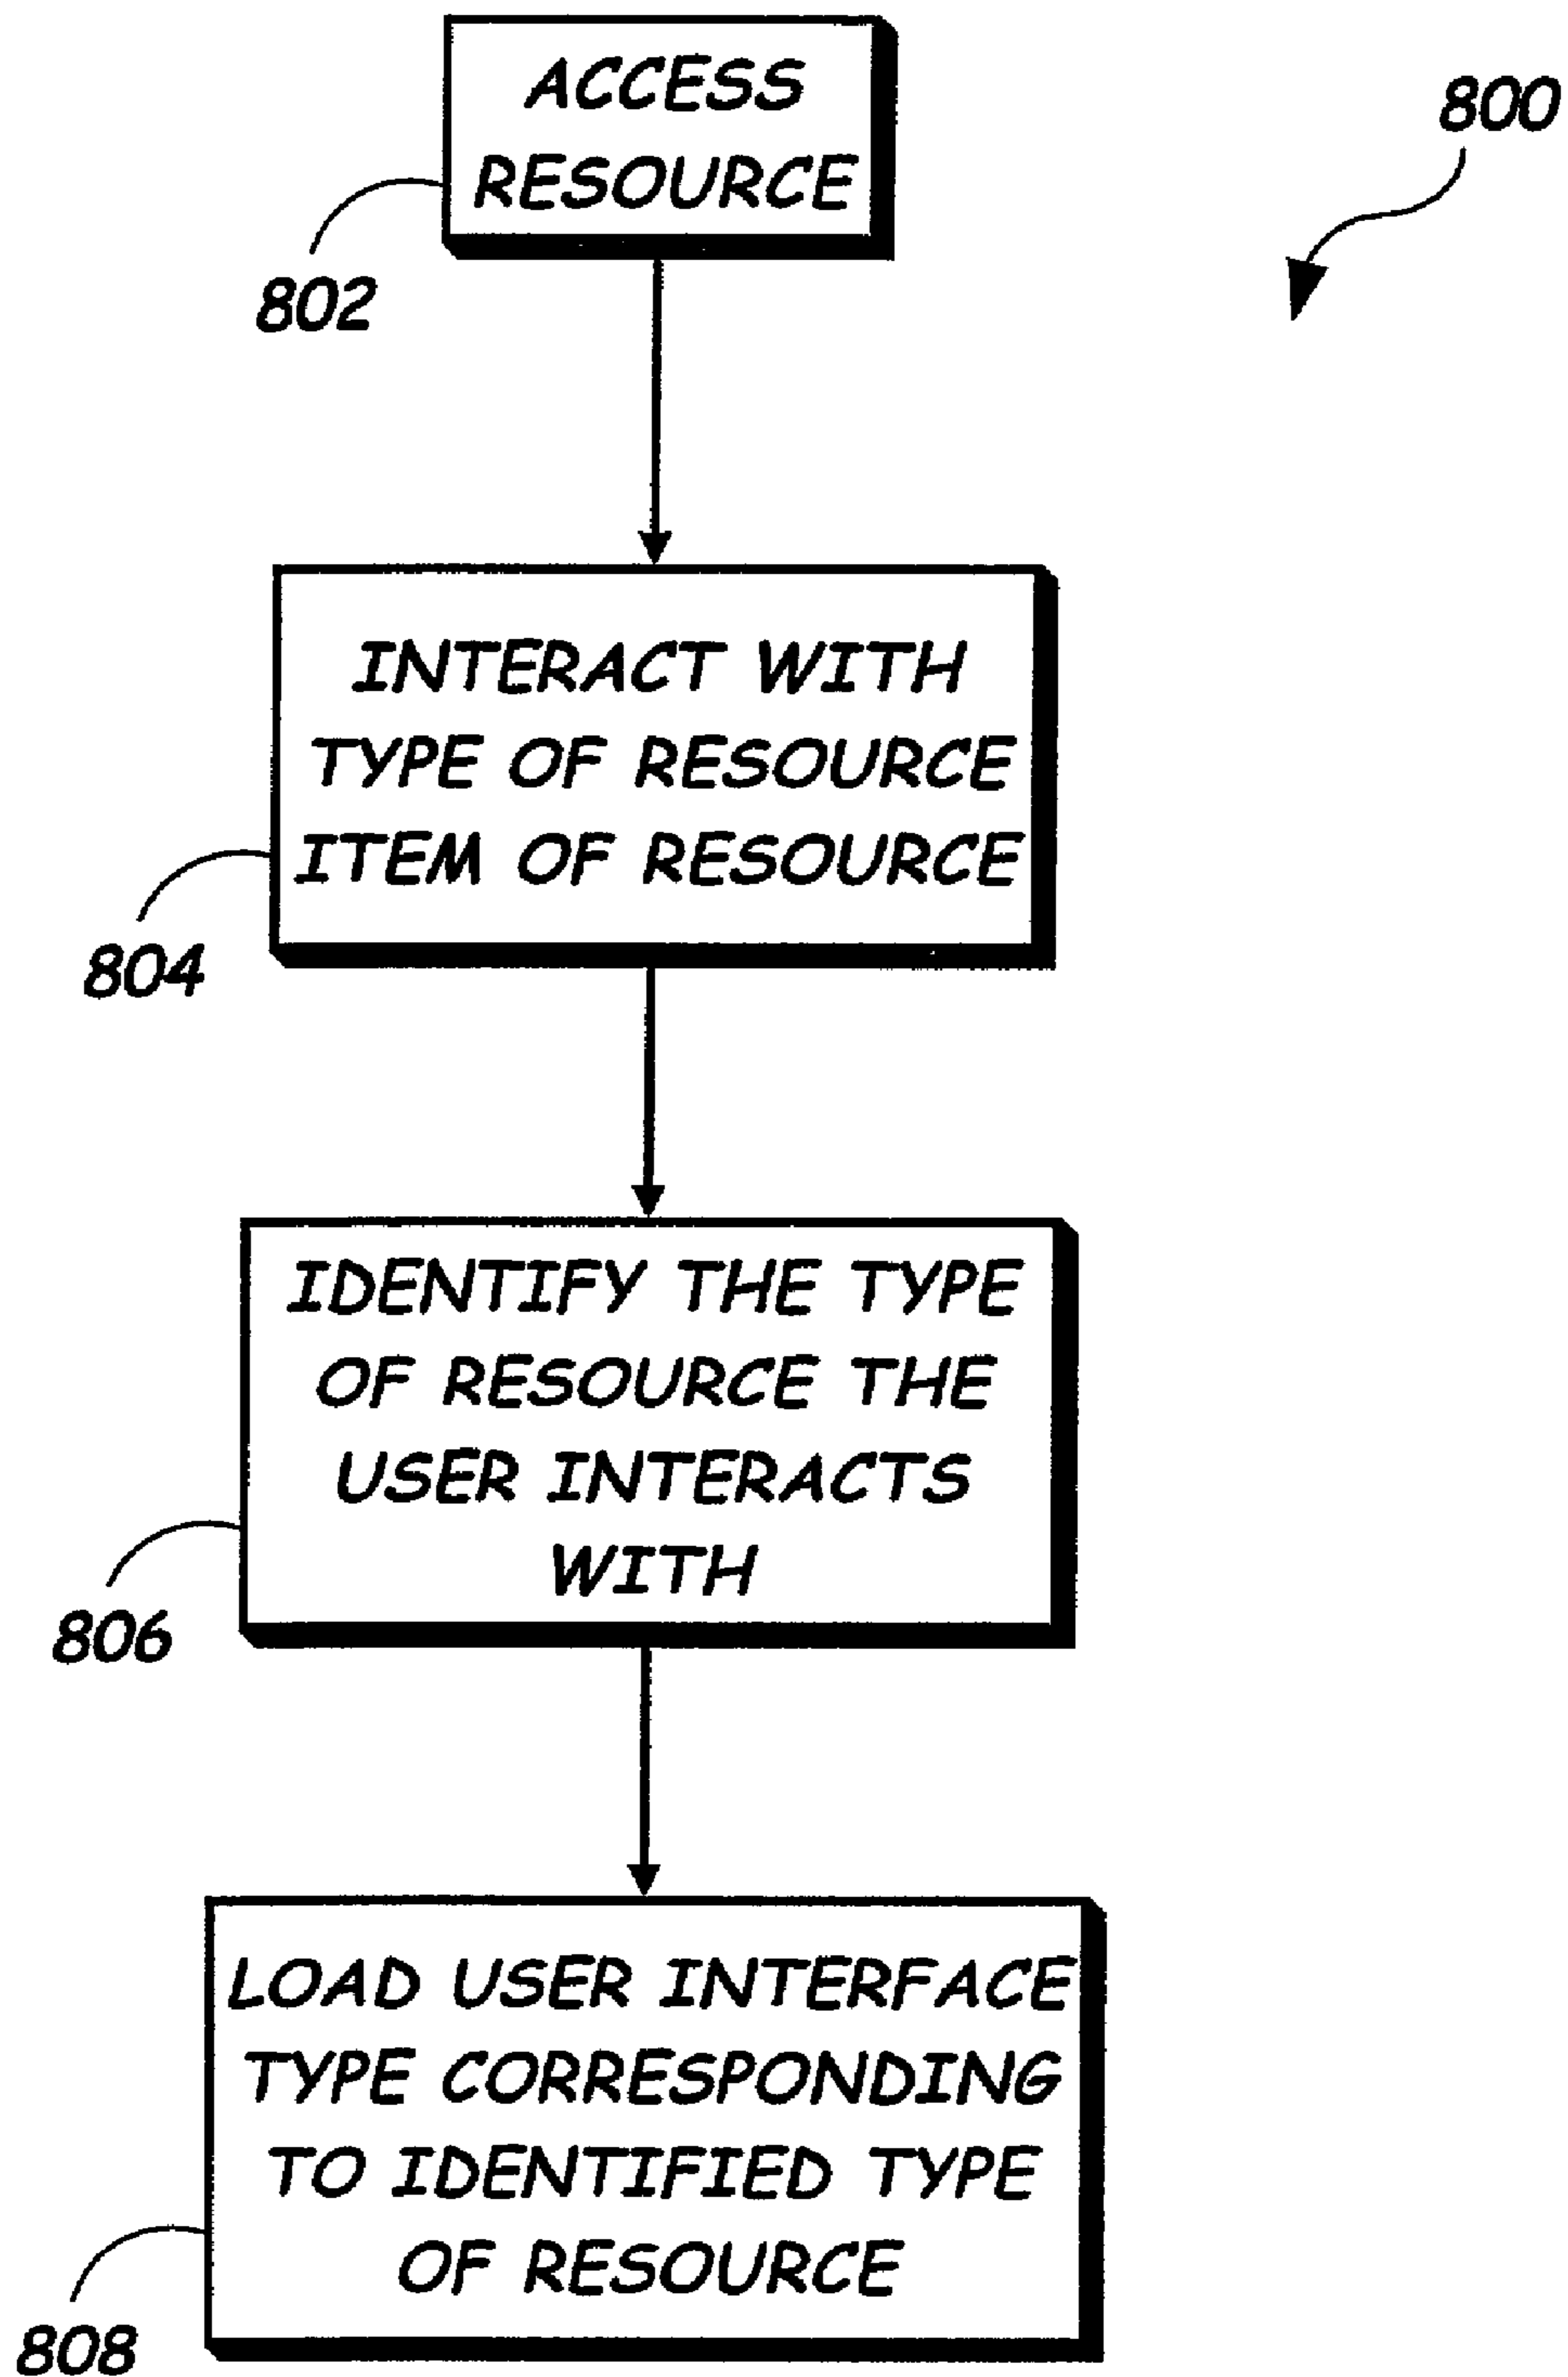 ACCESS
RESOURCE
800
802
INTERACT WITH
TYPE OF RESOURCE
ITEM OF RESOURCE
804
IDENTIFY THE TYPE
OF RESOURCE THE
USER INTERACTS
WITH
806
LOAD USER INTERFACE
TYPE CORRESPONDING
TO IDENTIFIED TYPE
OF RESOURCE
808